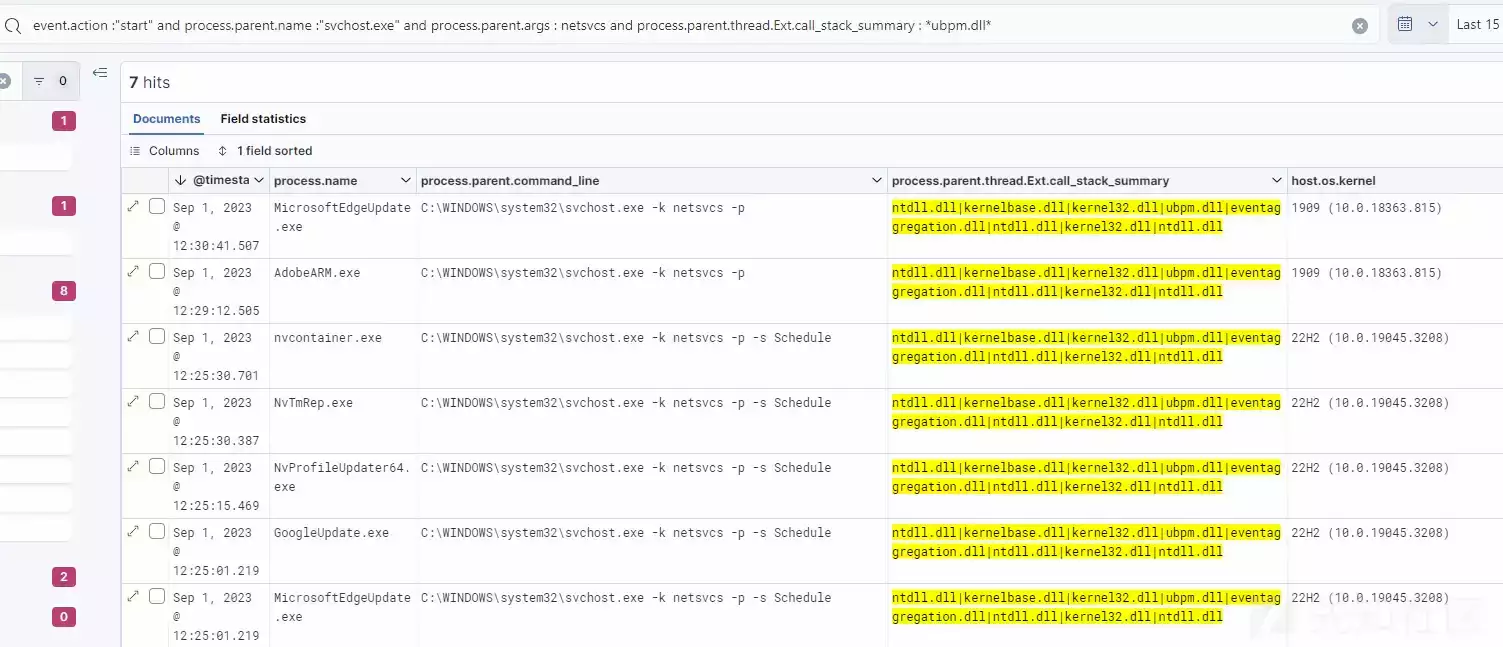 event.action :"start" and process.parent.name :"svchost.exe" and process.parent.args : netsvcs and process.parent.thread.Ext.call_stack_summary : *ubpm.dll*
Last 15
0
7 hits
1
Documents Field statistics
Columns 1 field sorted
@timesta process.name process.parent.command_line process.parent.thread.Ext.call_stack_summary host.os.kernel
1
Sep 1, 2023 MicrosoftEdgeUpdate C:\WINDOWS\system32\svchost.exe -k netsvcs -p ntdll.dll|kernelbase.dll|kernel32.dll|ubpm.dll|eventag 1909 (10.0.18363.815)
@ .exe gregation.dll|ntdll.dll|kernel32.dll|ntdll.dll
12:30:41.507
Sep 1, 2023 AdobeARM.exe C:\WINDOWS\system32\svchost.exe -k netsvcs -p ntdll.dll|kernelbase.dll|kernel32.dll|ubpm.dll|eventag 1909 (10.0.18363.815)
8
@ gregation.dll|ntdll.dll|kernel32.dll|ntdll.dll
12:29:12.505
Sep 1, 2023 nvcontainer.exe C:\WINDOWS\system32\svchost.exe -k netsvcs -p -s Schedule ntdll.dll|kernelbase.dll|kernel32.dll|ubpm.dll|eventag 22H2 (10.0.19045.3208)
@ gregation.dll|ntdll.dll|kernel32.dll|ntdll.dll
12:25:30.701
Sep 1, 2023 NvTmRep.exe C:\WINDOWS\system32\svchost.exe -k netsvcs -p -s Schedule ntdll.dll|kernelbase.dll|kernel32.dll|ubpm.dll|eventag 22H2 (10.0.19045.3208)
@ gregation.dll|ntdll.dll|kernel32.dll|ntdll.dll
12:25:30.387
Sep 1, 2023 NvProfileUpdater64. C:\WINDOWS\system32\svchost.exe -k netsvcs -p -s Schedule ntdll.dll|kernelbase.dll|kernel32.dll|ubpm.dll|eventag 22H2 (10.0.19045.3208)
@ exe gregation.dll|ntdll.dll|kernel32.dll|ntdll.dll
12:25:15.469
Sep 1, 2023 GoogleUpdate.exe C:\WINDOWS\system32\svchost.exe -k netsvcs -p -s Schedule ntdll.dll|kernelbase.dll|kernel32.dll|ubpm.dll|eventag 22H2 (10.0.19045.3208)
@ gregation.dll|ntdll.dll|kernel32.dll|ntdll.dll
12:25:01.219
2
Sep 1, 2023 MicrosoftEdgeUpdate C:\WINDOWS\system32\svchost.exe -k netsvcs -p -s Schedule ntdll.dll|kernelbase.dll|kernel32.dll|ubpm.dll|eventag 22H2 (10.0.19045.3208)
0
@ .exe gregation.dll|ntdll.dll|kernel32.dll|ntdll.dll
12:25:01.219